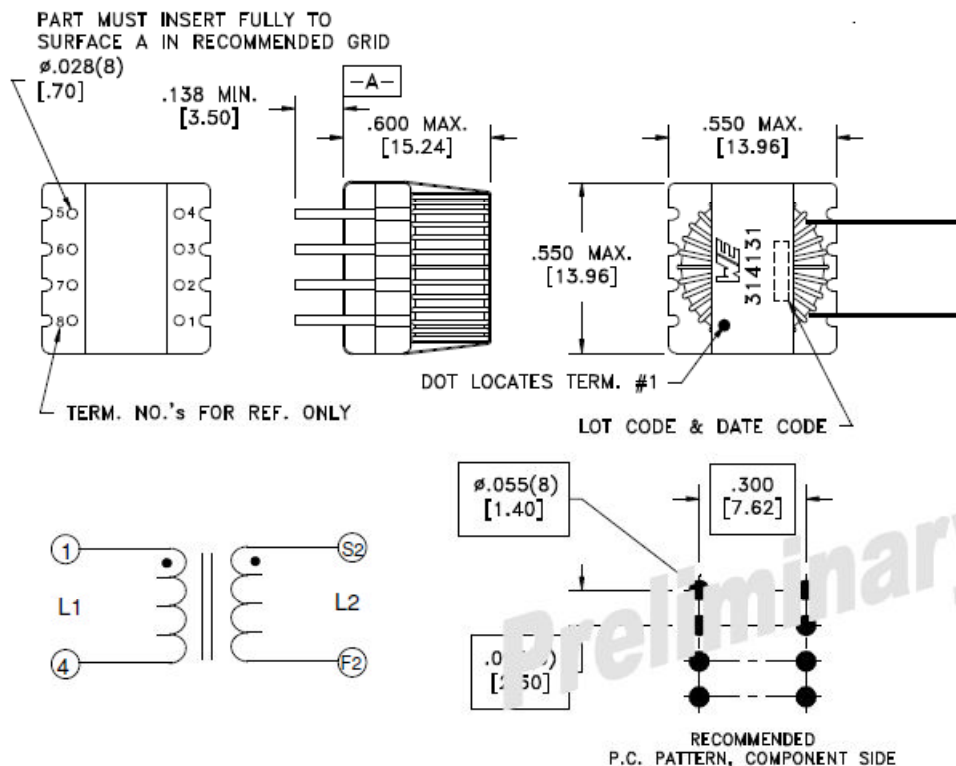 PART MUST INSERT FULLY TO
SURFACE A IN RECOMMENDED GRID
ø.028(8)
[.70]
.138 MIN.
[3.50]
-A-
.600 MAX.
[15.24]
.550 MAX.
[13.96]
5
6
7
8
4
3
2
1
.550 MAX.
[13.96]
WE
314131
DOT LOCATES TERM. #1
TERM. NO.'s FOR REF. ONLY
LOT CODE & DATE CODE
ø.055(8)
[1.40]
.300
[7.62]
1
S2
L1
L2
4
F2
Preliminary
RECOMMENDED
P.C. PATTERN, COMPONENT SIDE